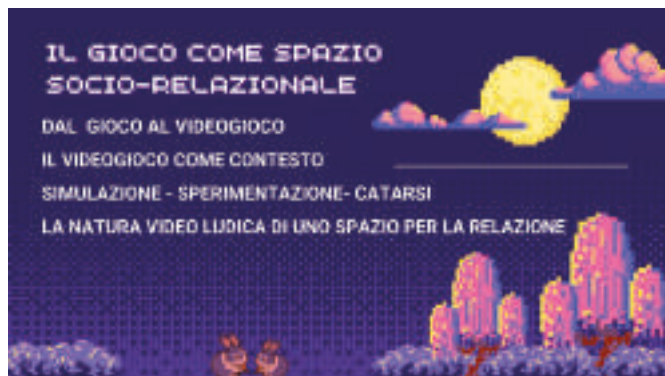 IL GIOCO COME SPAZIO
SOCIO-RELAZIONALE
DAL GIOCO AL VIDEOGIOCO
IL VIDEOGIOCO COME CONTESTO
SIMULAZIONE - SPERIMENTAZIONE- CATARSI
LA NATURA VIDEO LUDICA DI UNO SPAZIO PER LA RELAZIONE